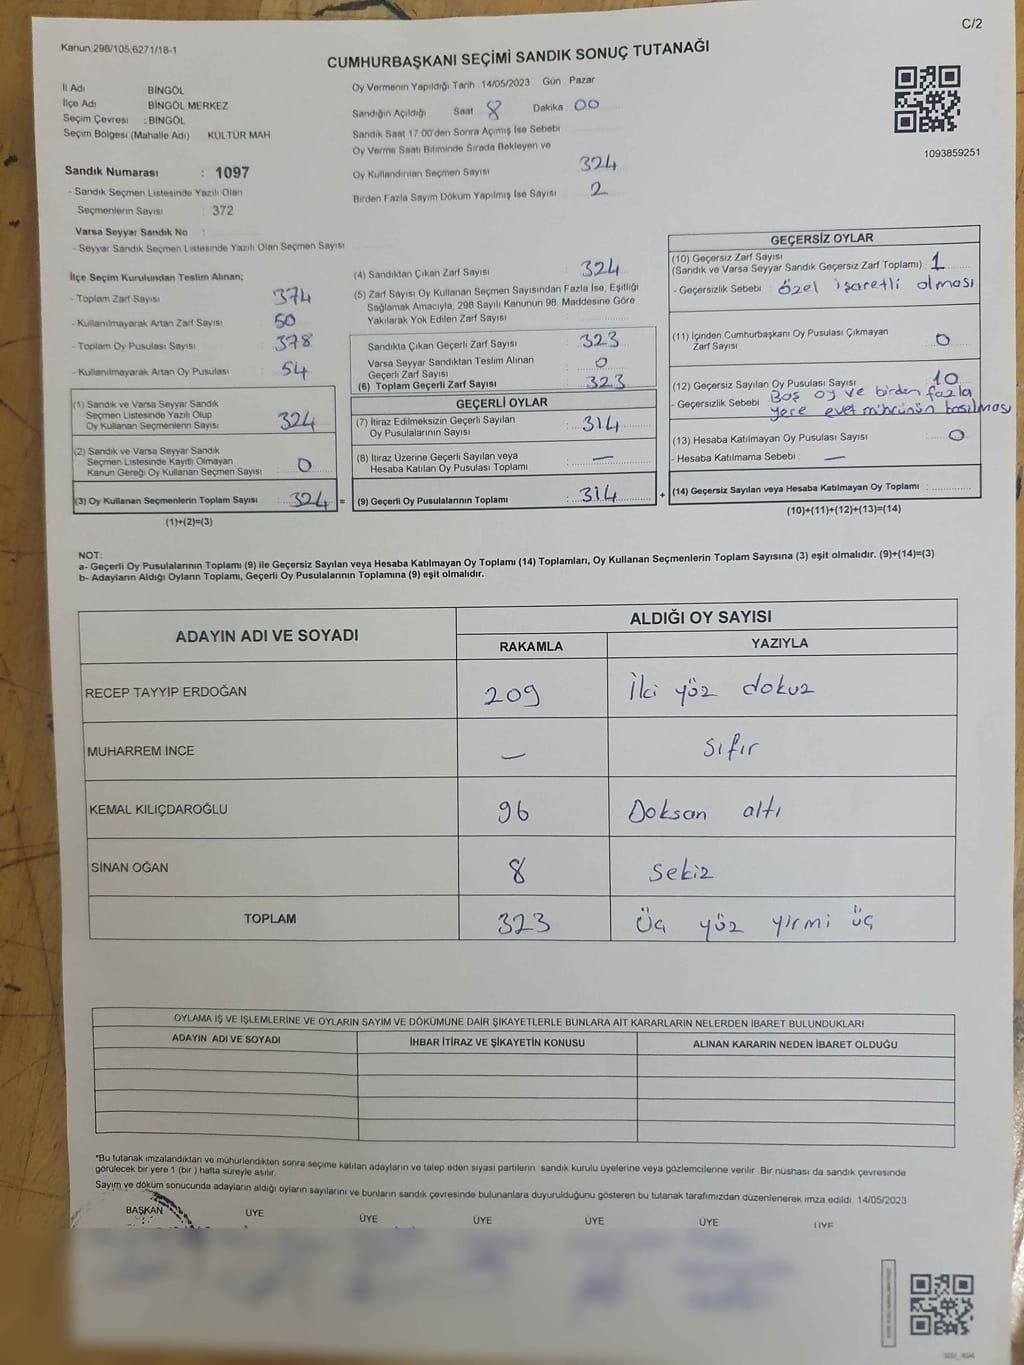 C/2
Kanun:298/105,6271/18-1
CUMHURBAŞKANI SEÇİMİ SANDIK SONUÇ TUTANAĞI
İl Adı BİNGÖL
İlçe Adı BİNGÖL MERKEZ
Seçim Çevresi : BİNGÖL
Seçim Bölgesi (Mahalle Adı) KÜLTÜR MAH
Sandık Numarası : 1097
- Sandık Seçmen Listesinde Yazılı Olan
Seçmenlerin Sayısı : 372
Varsa Seyyar Sandık No :
- Seyyar Sandık Seçmen Listesinde Yazılı Olan Seçmen Sayısı
Oy Vermenin Yapıldığı Tarih 14/05/2023 Gün Pazar
Sandığın Açıldığı Saat 8 Dakika 00
Sandık Saat 17:00'den Sonra Açımış İse Sebebi
Oy Verme Saati Bitiminde Sırada Bekleyen ve
Oy Kullandırılan Seçmen Sayısı 324
Birden Fazla Sayım Döküm Yapılmış İse Sayısı 2
1093859251
İlçe Seçim Kurulundan Teslim Alınan;
- Toplam Zarf Sayısı 374
- Kullanılmayarak Artan Zarf Sayısı 50
- Toplam Oy Pusulası Sayısı 378
- Kullanılmayarak Artan Oy Pusulası 54
(1) Sandık ve Varsa Seyyar Sandık
Seçmen Listesinde Yazılı Olup
Oy Kullanan Seçmenlerin Sayısı 324
(2) Sandık ve Varsa Seyyar Sandık
Seçmen Listesinde Kayıtlı Olmayan
Kanun Gereği Oy Kullanan Seçmen Sayısı 0
(3) Oy Kullanan Seçmenlerin Toplam Sayısı : 324 =
(1)+(2)=(3)
(4) Sandıktan Çıkan Zarf Sayısı : 324
(5) Zarf Sayısı Oy Kullanan Seçmen Sayısından Fazla İse, Eşitliği
Sağlamak Amacıyla, 298 Sayılı Kanunun 98. Maddesine Göre
Yakılarak Yok Edilen Zarf Sayısı :
Sandıkta Çıkan Geçerli Zarf Sayısı : 323
Varsa Seyyar Sandıktan Teslim Alınan
Geçerli Zarf Sayısı 0
(6) Toplam Geçerli Zarf Sayısı : 323
GEÇERLİ OYLAR
(7) İtiraz Edilmeksizin Geçerli Sayılan
Oy Pusulalarının Sayısı : 314
(8) İtiraz Üzerine Geçerli Sayılan veya
Hesaba Katılan Oy Pusulası Toplamı : —
(9) Geçerli Oy Pusulalarının Toplamı : 314 +
GEÇERSİZ OYLAR
(10) Geçersiz Zarf Sayısı
(Sandık ve Varsa Seyyar Sandık Geçersiz Zarf Toplamı) : 1
- Geçersizlik Sebebi : özel işaretli olması
(11) İçinden Cumhurbaşkanı Oy Pusulası Çıkmayan
Zarf Sayısı : 0
(12) Geçersiz Sayılan Oy Pusulası Sayısı : 10
- Geçersizlik Sebebi : Boş oy ve birden fazla
yere evet mührünün basılması
(13) Hesaba Katılmayan Oy Pusulası Sayısı : 0
- Hesaba Katılmama Sebebi : —
(14) Geçersiz Sayılan veya Hesaba Katılmayan Oy Toplamı :
(10)+(11)+(12)+(13)=(14)
NOT:
a- Geçerli Oy Pusulalarının Toplamı (9) ile Geçersiz Sayılan veya Hesaba Katılmayan Oy Toplamı (14) Toplamları, Oy Kullanan Seçmenlerin Toplam Sayısına (3) eşit olmalıdır. (9)+(14)=(3)
b- Adayların Aldığı Oyların Toplamı, Geçerli Oy Pusulalarının Toplamına (9) eşit olmalıdır.
ADAYIN ADI VE SOYADI ALDIĞI OY SAYISI
RAKAMLA YAZIYLA
RECEP TAYYİP ERDOĞAN 209 İki yüz dokuz
MUHARREM İNCE — sıfır
KEMAL KILIÇDAROĞLU 96 Doksan altı
SİNAN OĞAN 8 sekiz
TOPLAM 323 Üç yüz yirmi üç
OYLAMA İŞ VE İŞLEMLERİNE VE OYLARIN SAYIM VE DÖKÜMÜNE DAİR ŞİKAYETLERLE BUNLARA AİT KARARLARIN NELERDEN İBARET BULUNDUKLARI
ADAYIN ADI VE SOYADI İHBAR İTİRAZ VE ŞİKAYETİN KONUSU ALINAN KARARIN NEDEN İBARET OLDUĞU
*Bu tutanak imzalandıktan ve mühürlendikten sonra seçime katılan adayların ve talep eden siyasi partilerin sandık kurulu üyelerine veya gözlemcilerine verilir. Bir nüshası da sandık çevresinde
görülecek bir yere 1 (bir) hafta süreyle asılır.
Sayım ve döküm sonucunda adayların aldığı oyların sayılarını ve bunların sandık çevresinde bulunanlara duyurulduğunu gösteren bu tutanak tarafımızdan düzenlenerek imza edildi. 14/05/2023
BAŞKAN ÜYE ÜYE ÜYE ÜYE ÜYE ÜYE